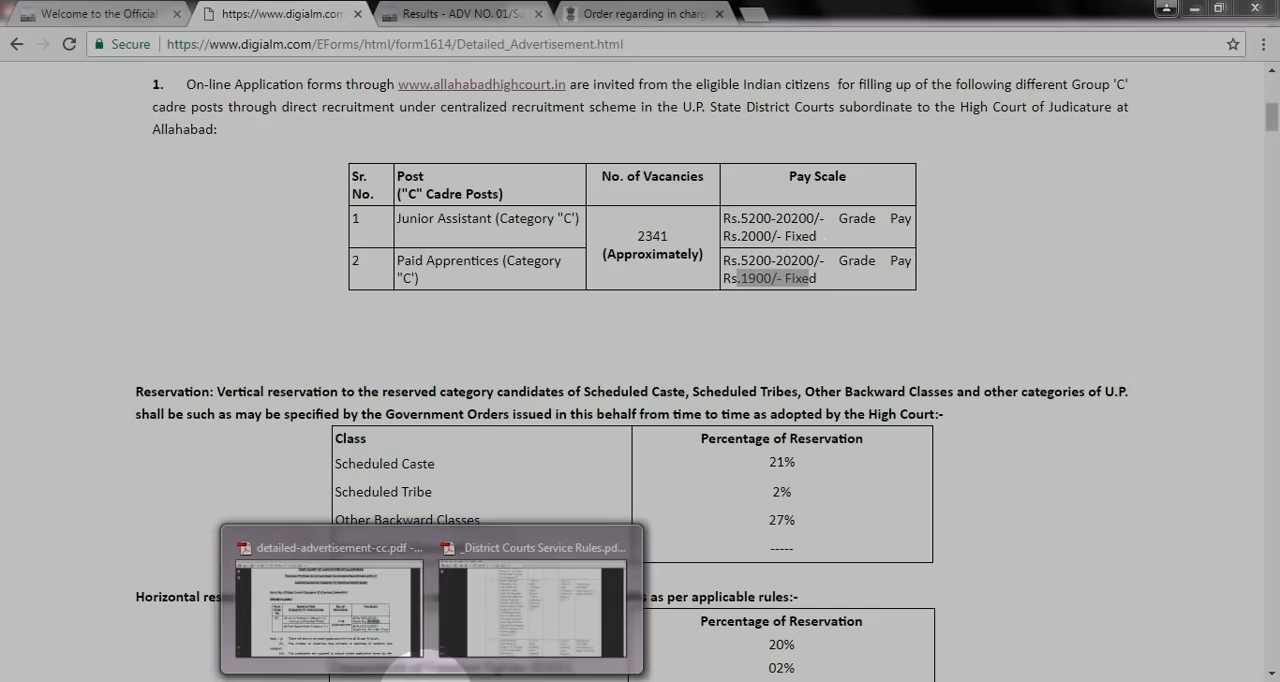 Welcome to the Official
https://www.digialm.com
Results - ADV NO. 01/Su
Order regarding in charg
Secure https://www.digialm.com/EForms/html/form1614/Detailed_Advertisement.html
1. On-line Application forms through www.allahabadhighcourt.in are invited from the eligible Indian citizens for filling up of the following different Group 'C'
cadre posts through direct recruitment under centralized recruitment scheme in the U.P. State District Courts subordinate to the High Court of Judicature at
Allahabad:
Sr. No. Post ("C" Cadre Posts) No. of Vacancies Pay Scale
1 Junior Assistant (Category "C') Rs.5200-20200/- Grade Pay
Rs.2000/- Fixed
2341
(Approximately)
2 Paid Apprentices (Category Rs.5200-20200/- Grade Pay
"C') Rs.1900/- Fixed
Reservation: Vertical reservation to the reserved category candidates of Scheduled Caste, Scheduled Tribes, Other Backward Classes and other categories of U.P.
shall be such as may be specified by the Government Orders issued in this behalf from time to time as adopted by the High Court:-
Class Percentage of Reservation
Scheduled Caste 21%
Scheduled Tribe 2%
Other Backward Classes 27%
-----
detailed-advertisement-cc.pdf -...
_District Courts Service Rules.pd...
Horizontal res as per applicable rules:-
Percentage of Reservation
20%
02%